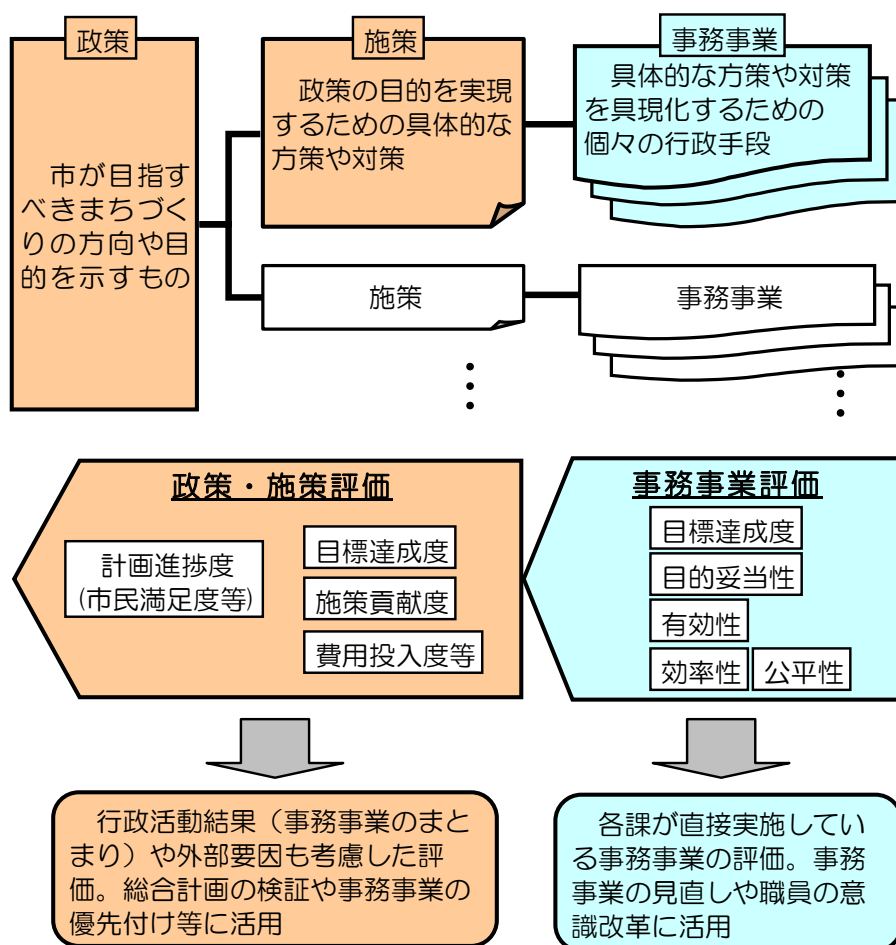 政策
市が目指す
べきまちづく
りの方向や目
的を示すもの
施策
政策の目的を実現
するための具体的な
方策や対策
事務事業
具体的な方策や対策
を具現化するための
個々の行政手段
施策
事務事業
政策・施策評価
計画進捗度
(市民満足度等)
目標達成度
施策貢献度
費用投入度等
事務事業評価
目標達成度
目的妥当性
有効性
効率性
公平性
行政活動結果（事務事業のまと
まり）や外部要因も考慮した評
価。総合計画の検証や事務事業の
優先付け等に活用
各課が直接実施してい
る事務事業の評価。事務
事業の見直しや職員の意
識改革に活用